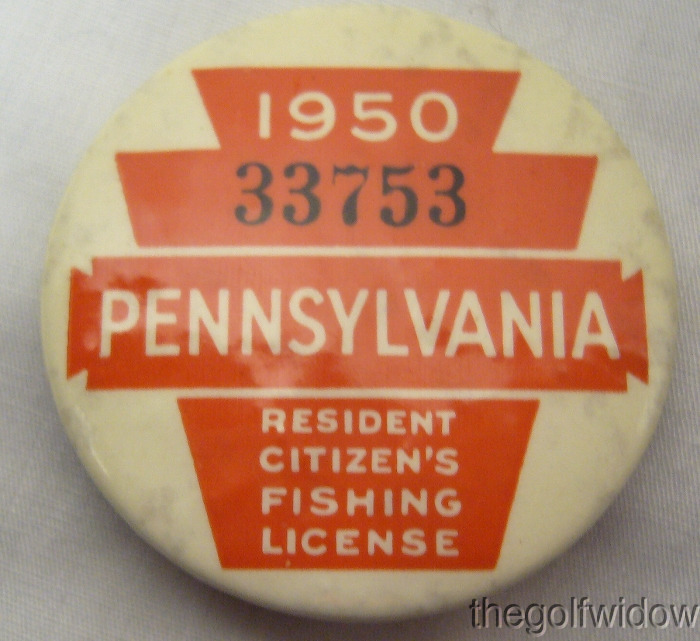 1950
33753
PENNSYLVANIA
RESIDENT
CITIZEN'S
FISHING
LICENSE
thegolfwidow